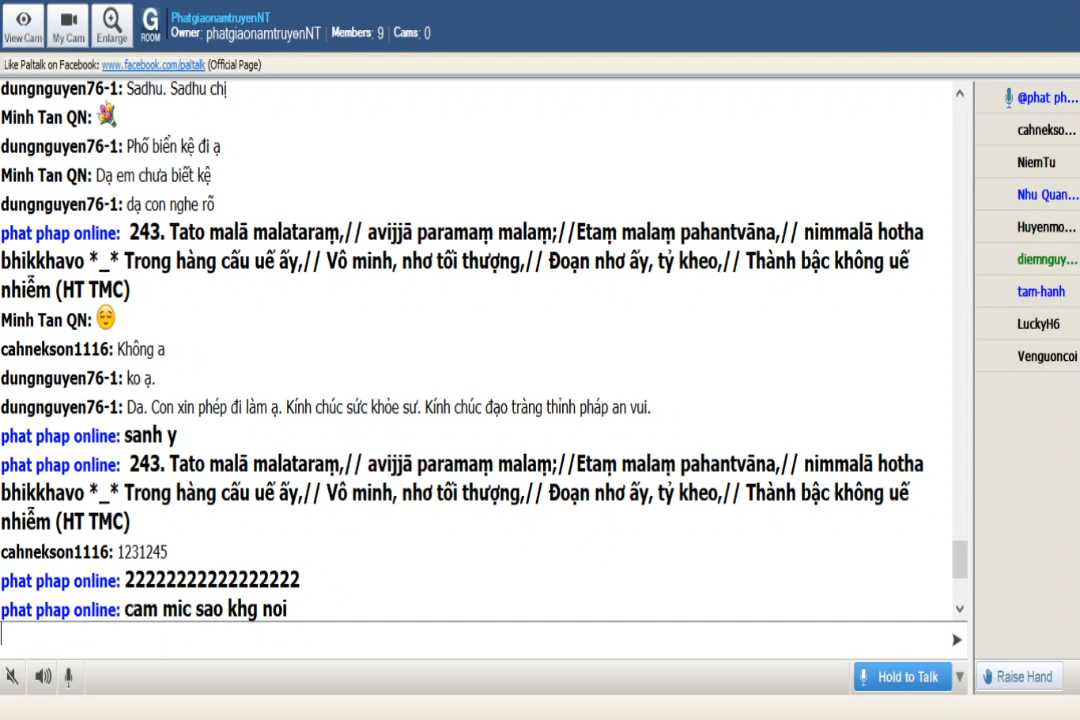 PhatgiaonamtruyenNT
View Cam My Cam Enlarge G ROOM Owner: phatgiaonamtruyenNT Members: 9 Cams: 0
Like Paltalk on Facebook: www.facebook.com/paltalk (Official Page)
dungnguyen76-1: Sadhu. Sadhu chị
Minh Tan QN:
dungnguyen76-1: Phổ biển kệ đi ạ
Minh Tan QN: Dạ em chưa biết kệ
dungnguyen76-1: dạ con nghe rõ
phat phap online: 243. Tato malā malataraṃ,// avijjā paramaṃ malaṃ;//Etaṃ malaṃ pahantvāna,// nimmalā hotha
bhikkhavo *_* Trong hàng cấu uế ấy,// Vô minh, nhơ tối thượng,// Đoạn nhơ ấy, tỷ kheo,// Thành bậc không uế
nhiễm (HT TMC)
Minh Tan QN:
cahnekson1116: Không a
dungnguyen76-1: ko ạ.
dungnguyen76-1: Da. Con xin phép đi làm ạ. Kính chúc sức khỏe sư. Kính chúc đạo tràng thỉnh pháp an vui.
phat phap online: sanh y
phat phap online: 243. Tato malā malataraṃ,// avijjā paramaṃ malaṃ;//Etaṃ malaṃ pahantvāna,// nimmalā hotha
bhikkhavo *_* Trong hàng cấu uế ấy,// Vô minh, nhơ tối thượng,// Đoạn nhơ ấy, tỷ kheo,// Thành bậc không uế
nhiễm (HT TMC)
cahnekson1116: 1231245
phat phap online: 22222222222222222
phat phap online: cam mic sao khg noi
@phat ph...
cahnekso...
NiemTu
Nhu Quan...
Huyenmo...
diemnguy...
tam-hanh
LuckyH6
Venguoncoi
Hold to Talk
Raise Hand